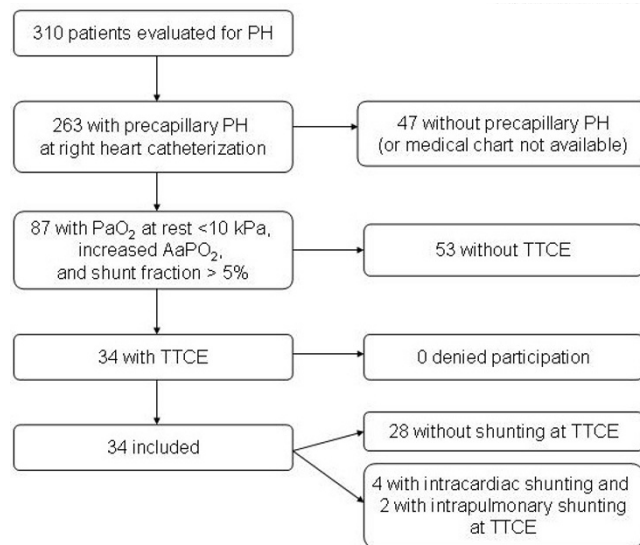 310 patients evaluated for PH
263 with precapillary PH
at right heart catheterization
47 without precapillary PH
(or medical chart not available)
87 with PaO₂ at rest <10 kPa,
increased AaPO₂,
and shunt fraction > 5%
53 without TTCE
34 with TTCE
0 denied participation
34 included
28 without shunting at TTCE
4 with intracardiac shunting and
2 with intrapulmonary shunting
at TTCE